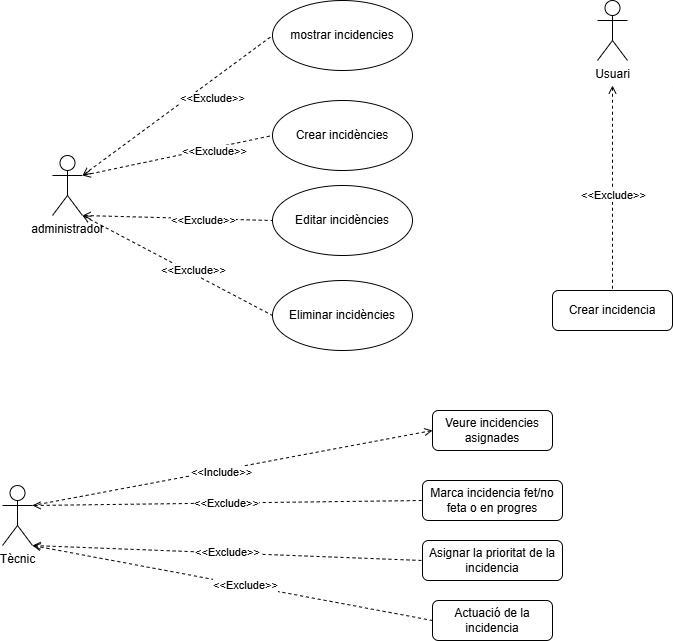 mostrar incidencies
<<Exclude>>
Crear incidències
<<Exclude>>
administrador
<<Exclude>>
Editar incidències
<<Exclude>>
Eliminar incidències
Usuari
<<Exclude>>
Crear incidencia
Tècnic
<<Include>>
Veure incidencies
asignades
<<Exclude>>
Marca incidencia fet/no
feta o en progres
<<Exclude>>
Asignar la prioritat de la
incidencia
<<Exclude>>
Actuació de la
incidencia